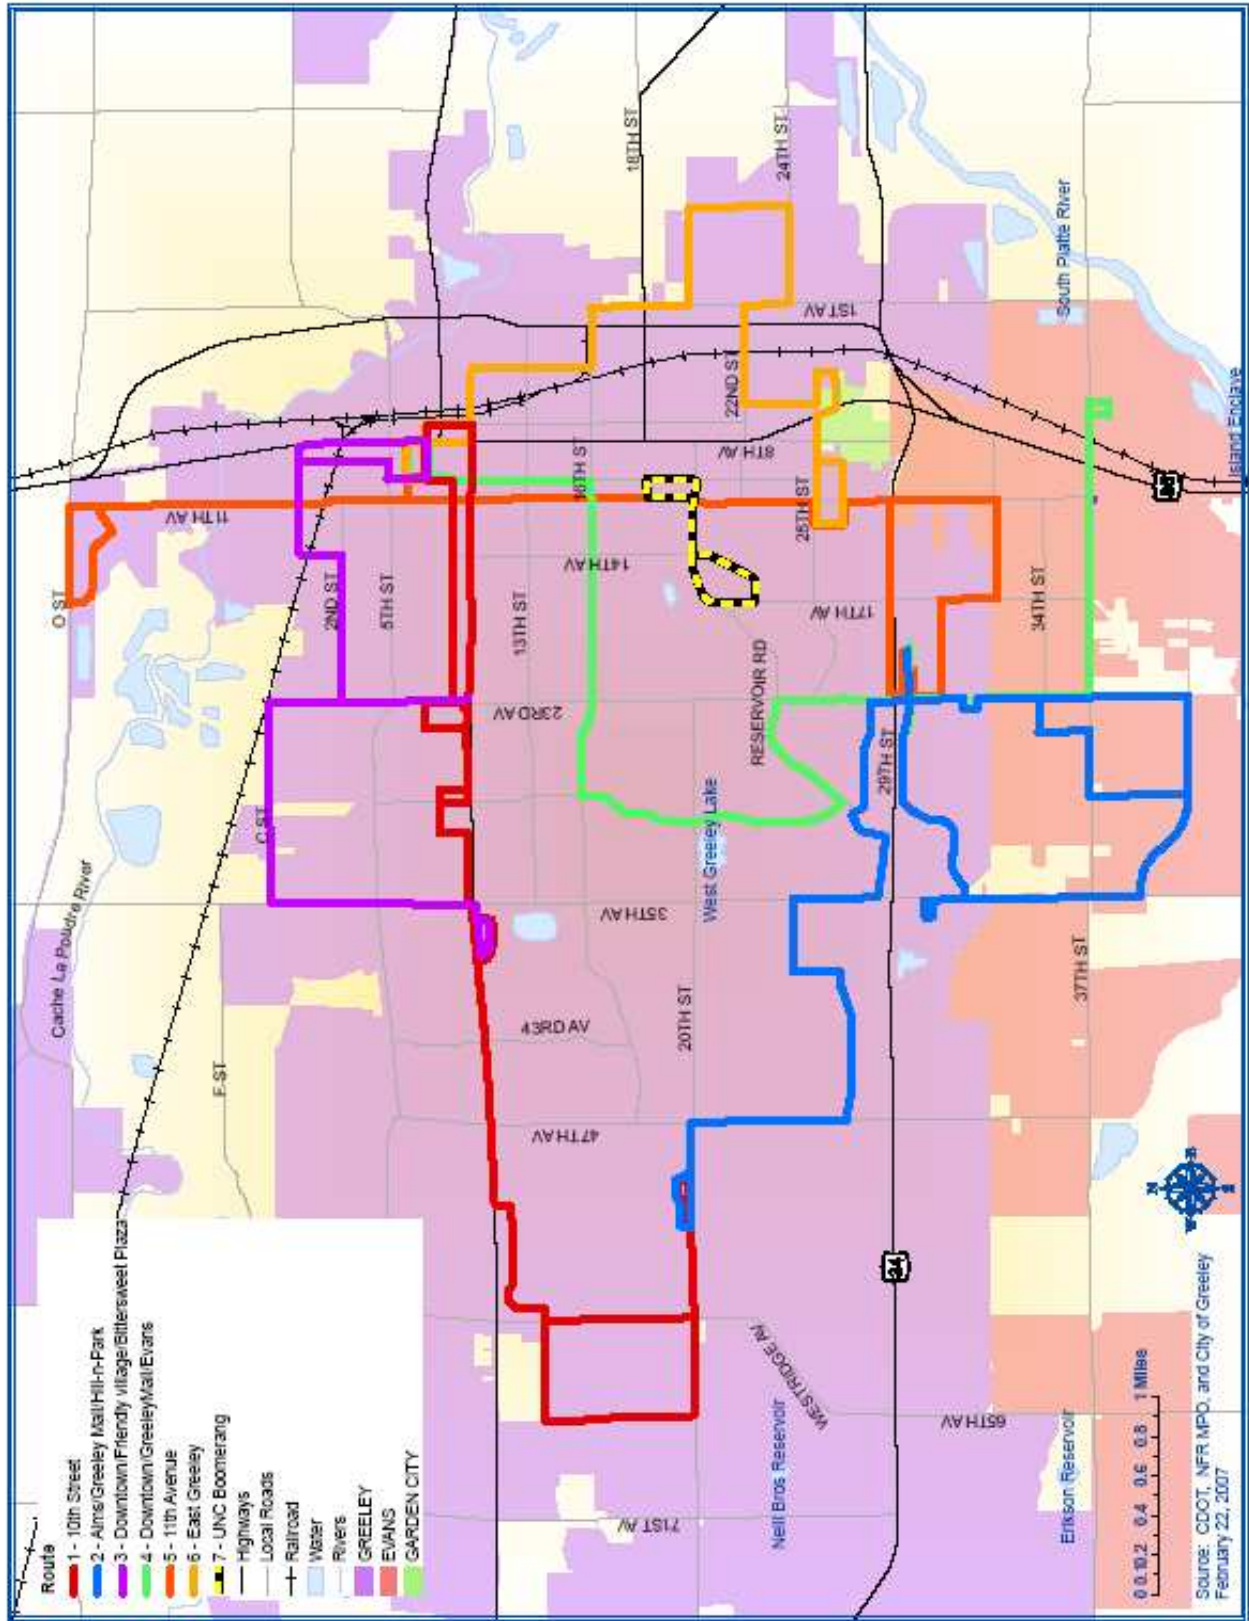 Route
1 - 10th Street
2 - Aims/Greeley Mall/Hill-n-Park
3 - Downtown/Friendly village/Bittersweet Plaza
4 - Downtown/GreeleyMall/Evans
5 - 11th Avenue
6 - East Greeley
7 - UNC Boomerang
Highways
Local Roads
Railroad
Water
Rivers
GREELEY
EVANS
GARDEN CITY
O ST
11TH AV
Cache La Poudre River
C ST
F ST
2ND ST
5TH ST
13TH ST
14TH AV
16TH ST
18TH ST
8TH AV
22ND ST
24TH ST
1ST AV
25TH ST
17TH AV
23RD AV
RESERVOIR RD
29TH ST
34TH ST
35TH AV
West Greeley Lake
37TH ST
43RD AV
20TH ST
47TH AV
WESTRIDGE AV
65TH AV
71ST AV
34
South Platte River
Island Enclave
Neill Bros Reservoir
Erikson Reservoir
N
W
E
S
0 0.10.2 0.4 0.6 0.8 1 Miles
Source: CDOT, NFR MPO, and City of Greeley
February 22, 2007